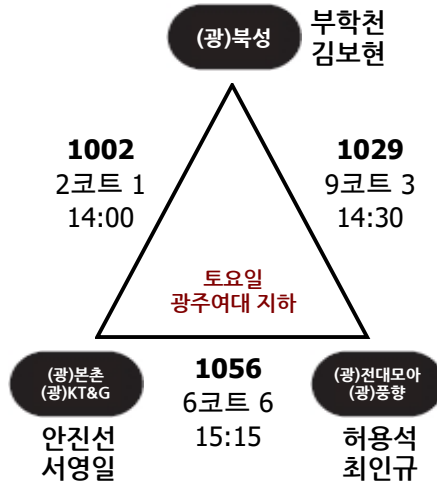 (광)북성
부학천
김보현
1002
2코트 1
14:00
1029
9코트 3
14:30
토요일
광주여대 지하
(광)본촌
(광)KT&G
안진선
서영일
1056
6코트 6
15:15
(광)전대모아
(광)풍향
허용석
최인규